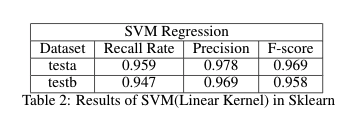 SVM Regression
Dataset Recall Rate Precision F-score
testa 0.959 0.978 0.969
testb 0.947 0.969 0.958
Table 2: Results of SVM(Linear Kernel) in Sklearn